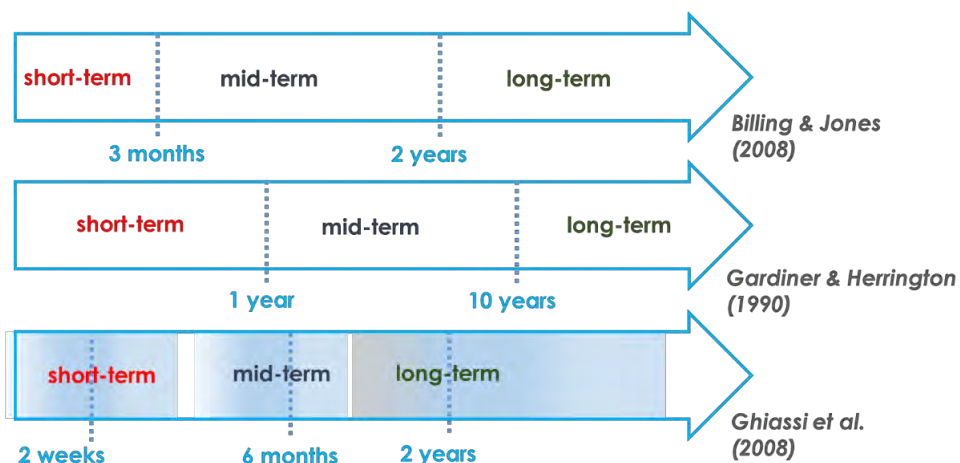 short-term mid-term long-term
Billing & Jones
(2008)
3 months 2 years
short-term mid-term long-term
Gardiner & Herrington
(1990)
1 year 10 years
short-term mid-term long-term
Ghiassi et al.
(2008)
2 weeks 6 months 2 years